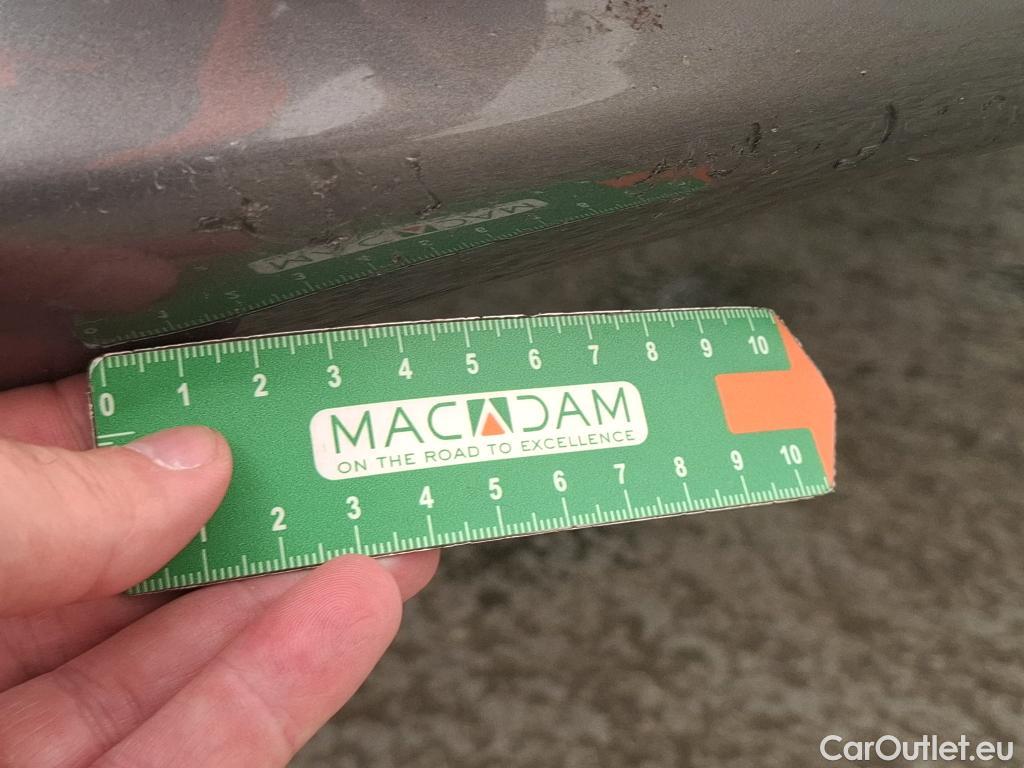 0 1 2 3 4 5 6 7 8 9 10
MACADAM
ON THE ROAD TO EXCELLENCE
1 2 3 4 5 6 7 8 9 10
CarOutlet.eu